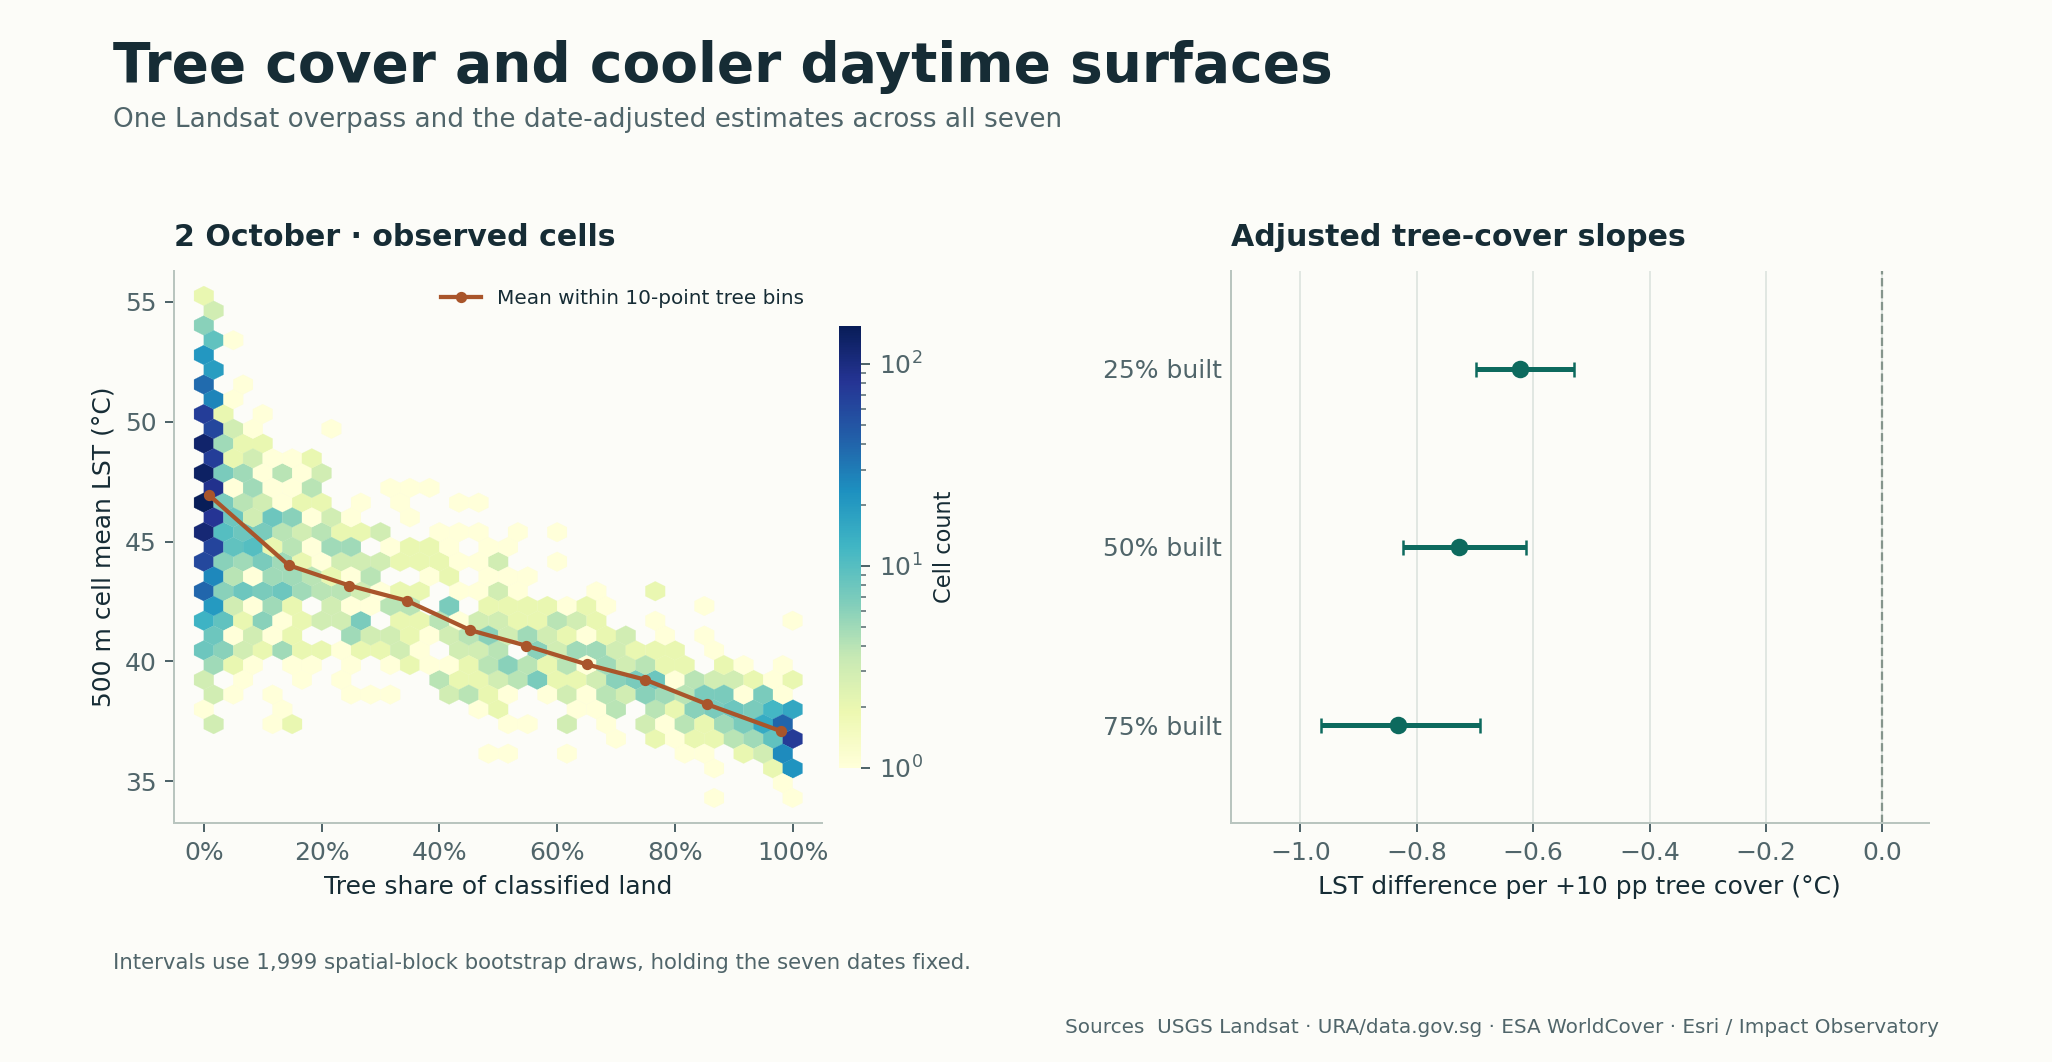 Tree cover and cooler daytime surfaces
One Landsat overpass and the date-adjusted estimates across all seven
2 October · observed cells
Mean within 10-point tree bins
55
50
45
40
35
500 m cell mean LST (°C)
0% 20% 40% 60% 80% 100%
Tree share of classified land
10²
10¹
10⁰
Cell count
Adjusted tree-cover slopes
25% built
50% built
75% built
−1.0 −0.8 −0.6 −0.4 −0.2 0.0
LST difference per +10 pp tree cover (°C)
Intervals use 1,999 spatial-block bootstrap draws, holding the seven dates fixed.
Sources USGS Landsat · URA/data.gov.sg · ESA WorldCover · Esri / Impact Observatory